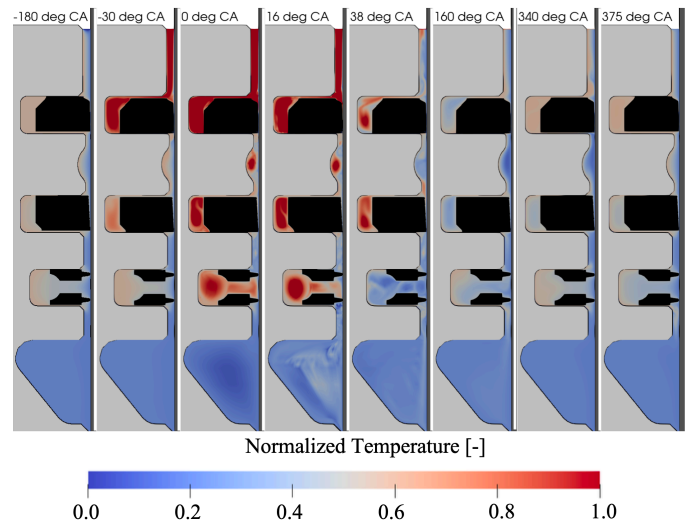 -180 deg CA -30 deg CA 0 deg CA 16 deg CA 38 deg CA 160 deg CA 340 deg CA 375 deg CA
Normalized Temperature [-]
0.0 0.2 0.4 0.6 0.8 1.0